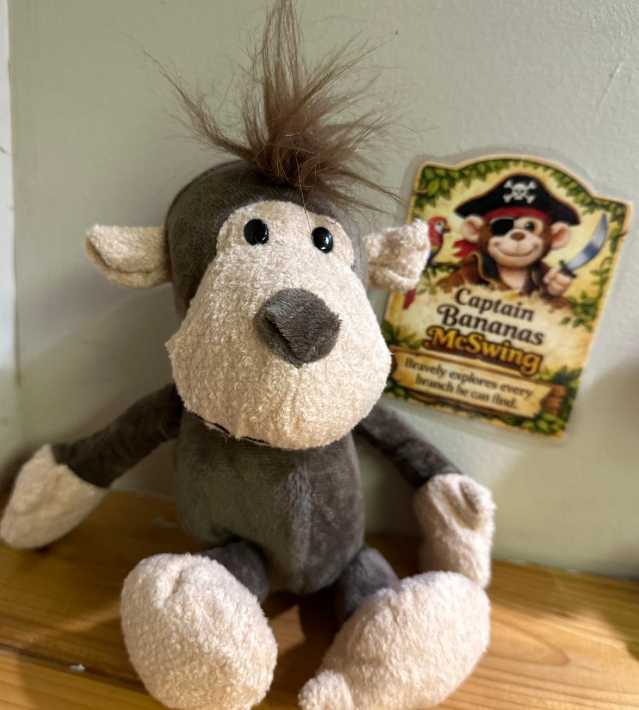 Captain
Bananas
McSwing
Bravely explores every
branch he can find.